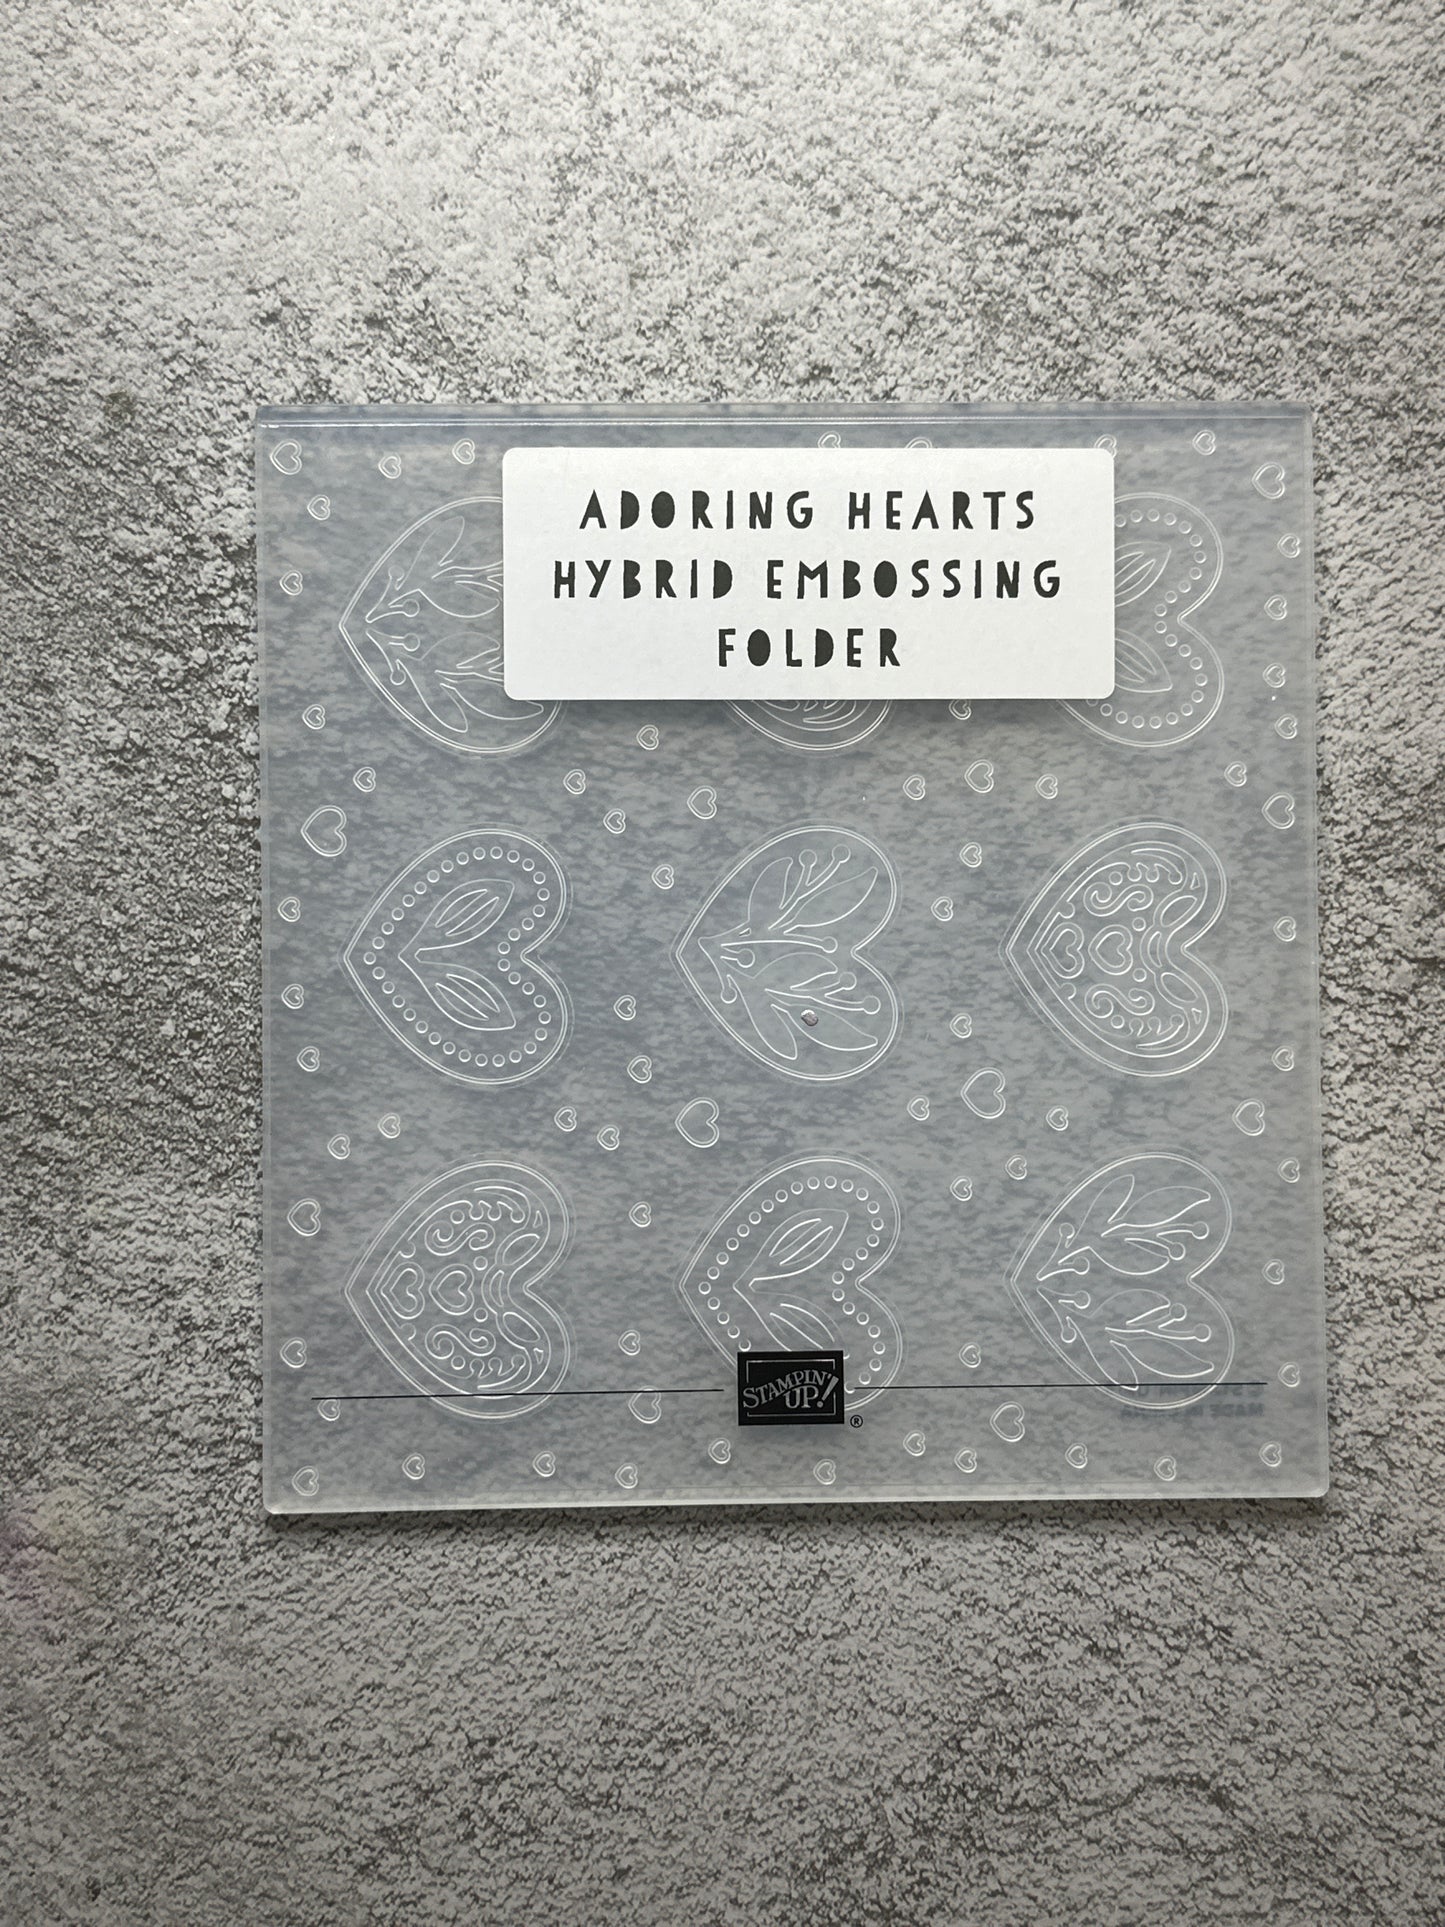 ADORING HEARTS
HYBRID EMBOSSING
FOLDER
STAMPIN'
UP!
®